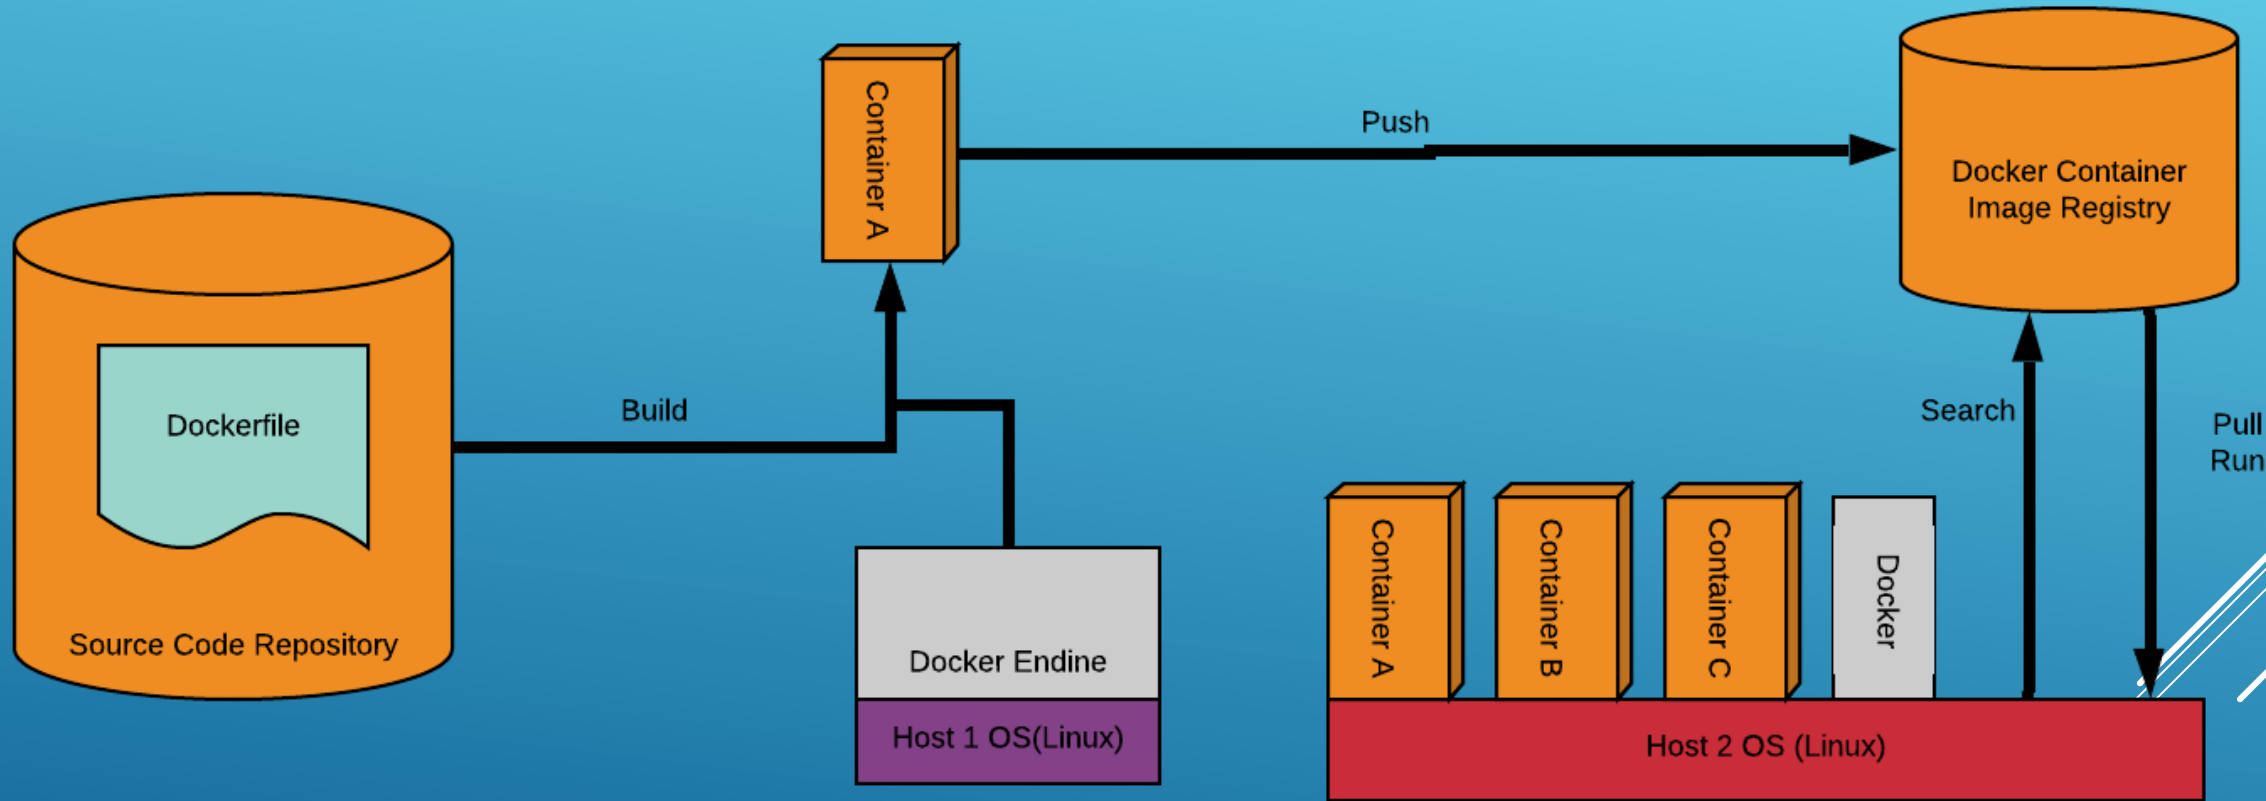 Container A
Push
Docker Container
Image Registry
Dockerfile
Build
Source Code Repository
Docker Endine
Host 1 OS(Linux)
Search
Pull
Run
Container A
Container B
Container C
Docker
Host 2 OS (Linux)